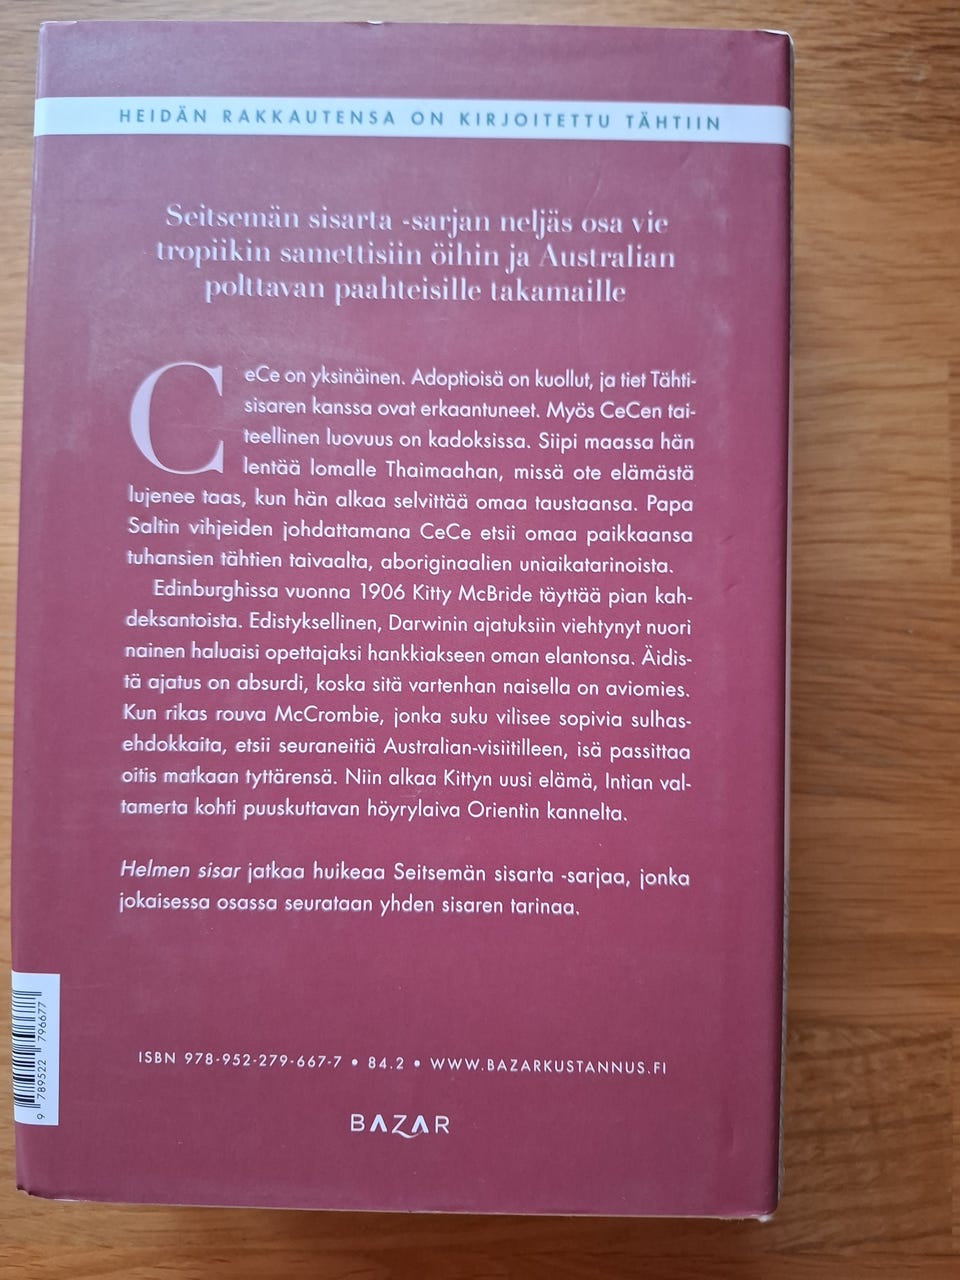 HEIDÄN RAKKAUTENSA ON KIRJOITETTU TÄHTIIN
Seitsemän sisarta -sarjan neljäs osa vie
tropiikin samettisiin öihin ja Australian
polttavan paahteisille takamaille
CeCe on yksinäinen. Adoptioisä on kuollut, ja tiet Tähti-
sisaren kanssa ovat erkaantuneet. Myös CeCen tai-
teellinen luovuus on kadoksissa. Siipi maassa hän
lentää lomalle Thaimaahan, missä ote elämästä
lujenee taas, kun hän alkaa selvittää omaa taustaansa. Papa
Saltin vihjeiden johdattamana CeCe etsii omaa paikkaansa
tuhansien tähtien taivaalta, aboriginaalien uniaikatarinoista.
Edinburghissa vuonna 1906 Kitty McBride täyttää pian kah-
deksantoista. Edistyksellinen, Darwinin ajatuksiin viehtynyt nuori
nainen haluaisi opettajaksi hankkiakseen oman elantonsa. Äidis-
tä ajatus on absurdi, koska sitä vartenhan naisella on aviomies.
Kun rikas rouva McCrombie, jonka suku vilisee sopivia sulhas-
ehdokkaita, etsii seuraneitiä Australian-visiitilleen, isä passittaa
oitis matkaan tyttärensä. Niin alkaa Kittyn uusi elämä, Intian val-
tamerta kohti puuskuttavan höyrylaiva Orientin kannelta.
Helmen sisar jatkaa huikeaa Seitsemän sisarta -sarjaa, jonka
jokaisessa osassa seurataan yhden sisaren tarinaa.
9 789522 796677
ISBN 978-952-279-667-7 • 84.2 • WWW.BAZARKUSTANNUS.FI
BAZAR